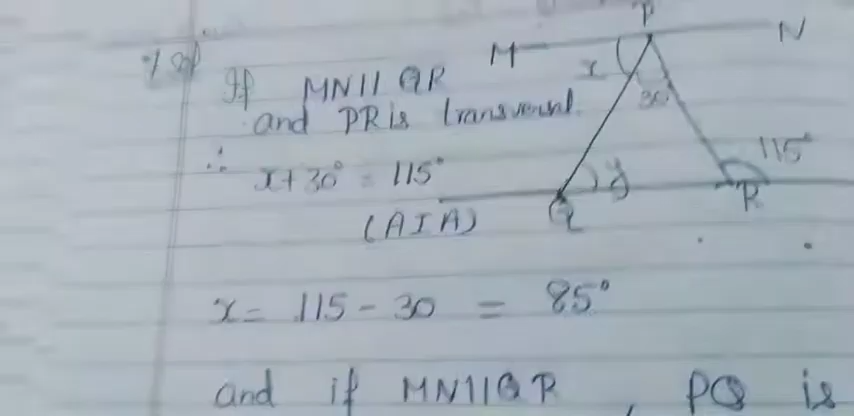 P
M N
If MN॥ QR
x
and PR is transversal.
30°
115°
∴ x+30° = 115°
y
Q R
(AIA)
x = 115 - 30 = 85°
and if MN॥QR , PQ is